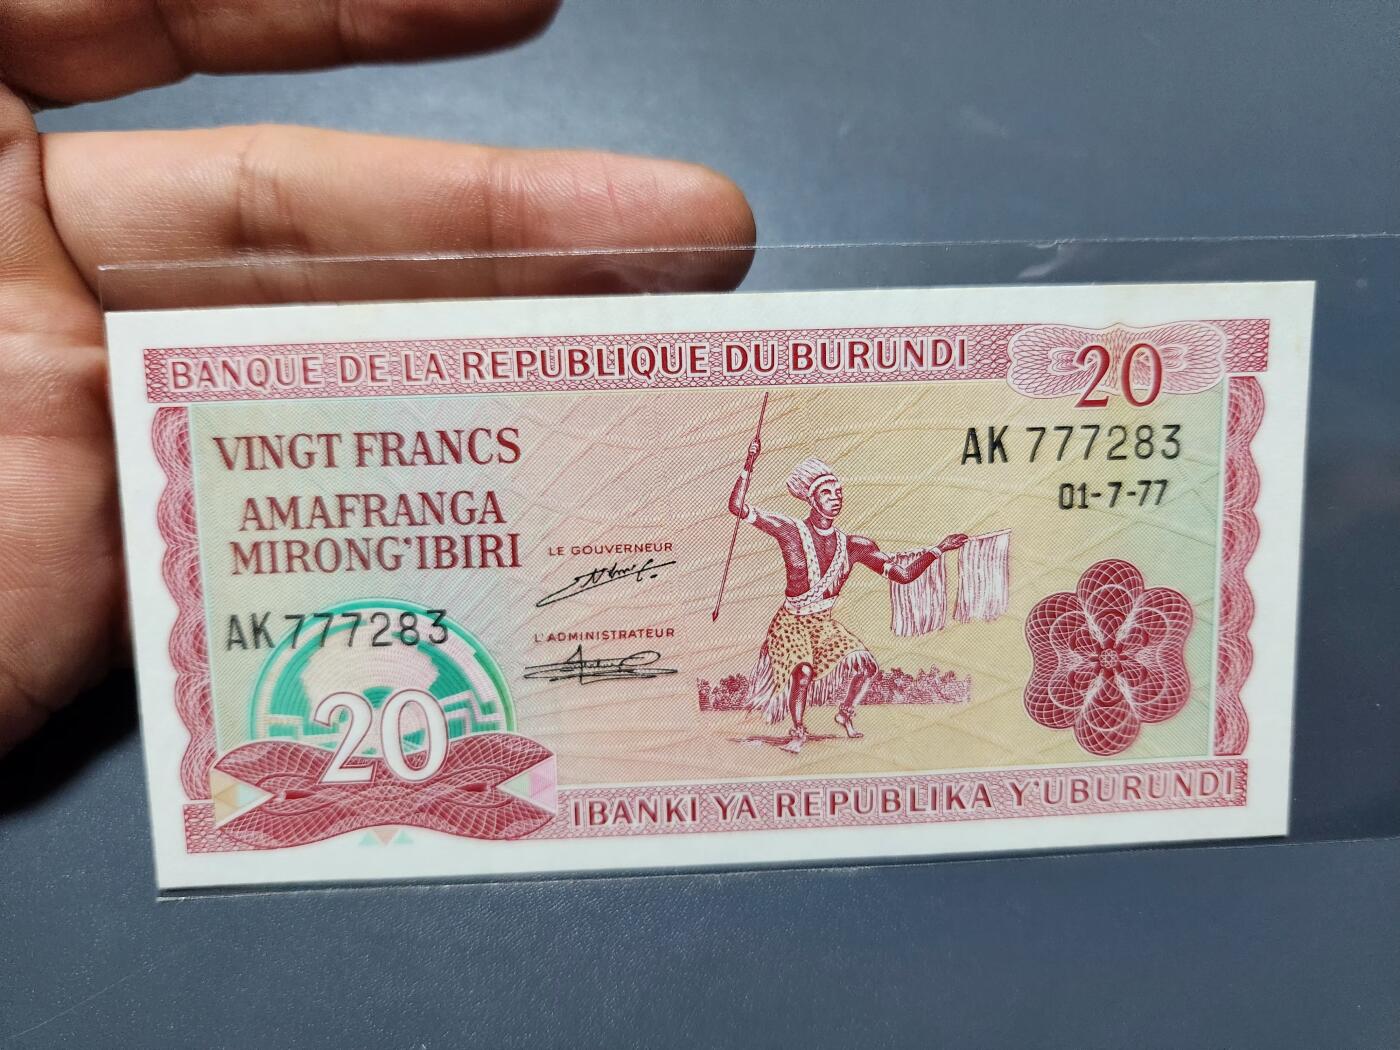 BANQUE DE LA REPUBLIQUE DU BURUNDI
20
VINGT FRANCS
AK 777283
01-7-77
AMAFRANGA
MIRONG'IBIRI
LE GOUVERNEUR
AK 777283
L'ADMINISTRATEUR
20
IBANKI YA REPUBLIKA Y'UBURUNDI